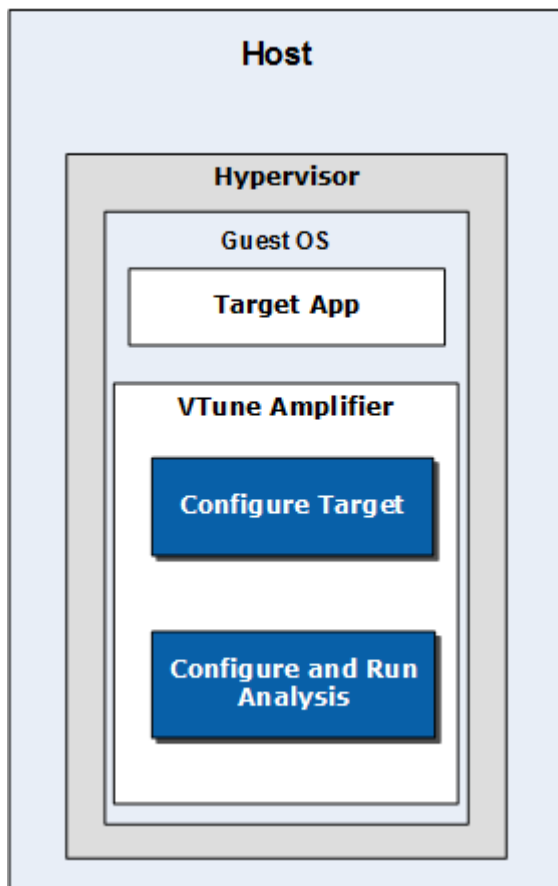 Host
Hypervisor
Guest OS
Target App
VTune Amplifier
Configure Target
Configure and Run
Analysis